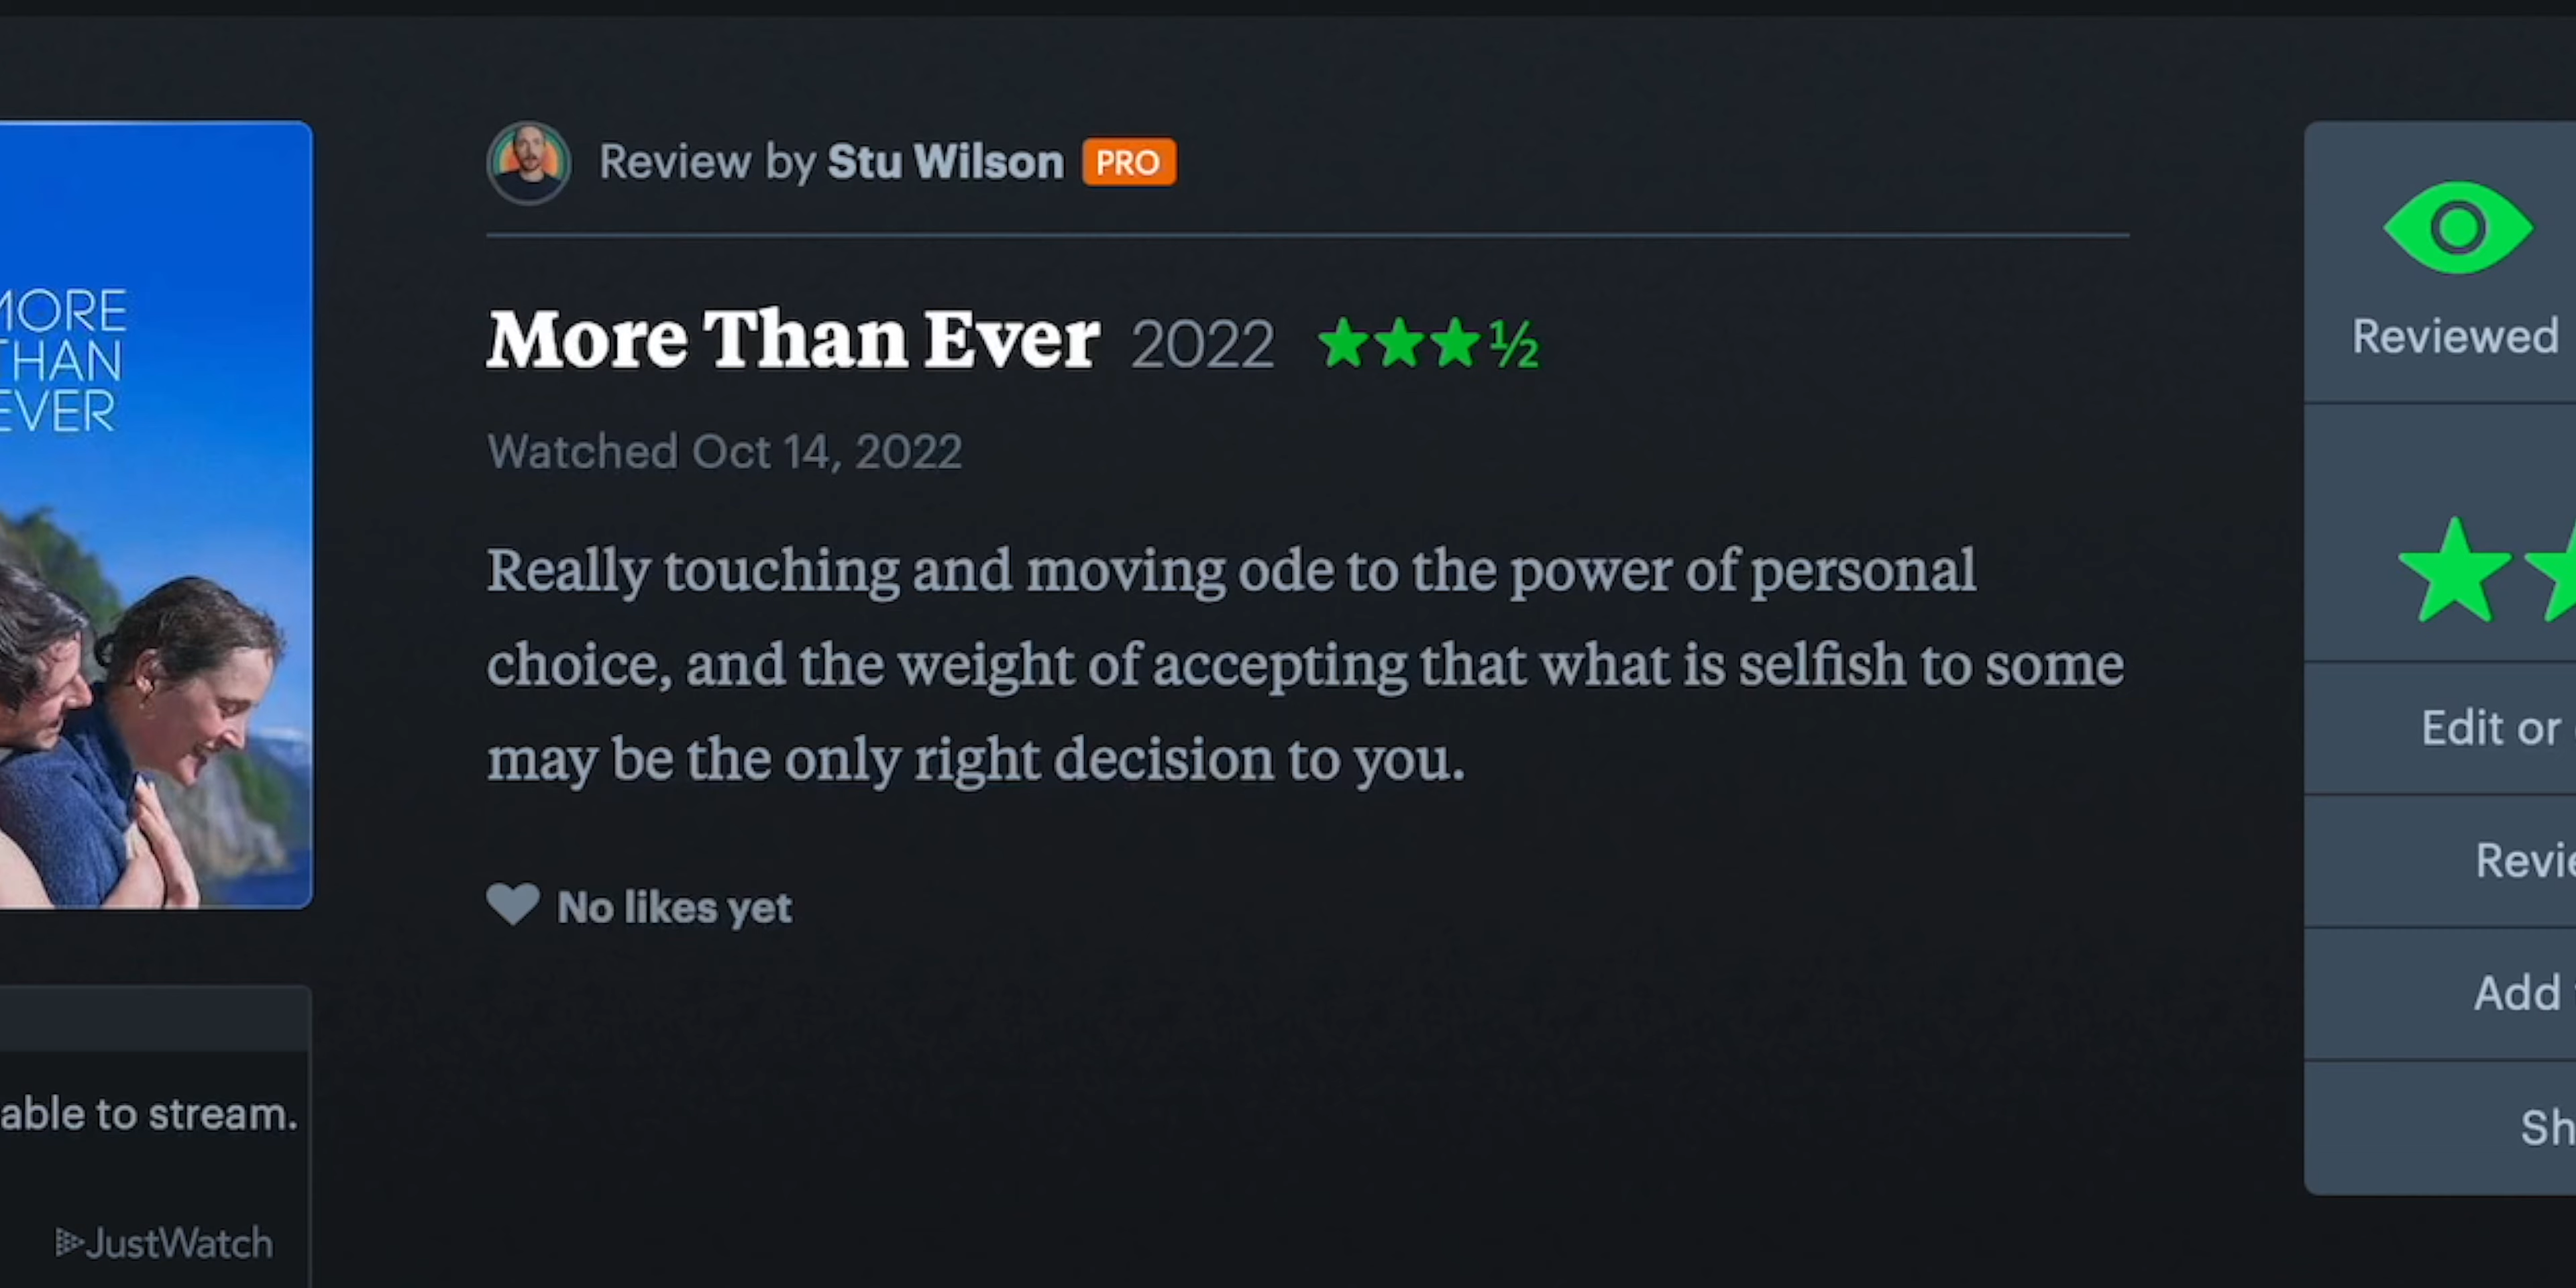 MORE
THAN
EVER
able to stream.
JustWatch
Review by Stu Wilson PRO
More Than Ever 2022 ★★★½
Watched Oct 14, 2022
Really touching and moving ode to the power of personal
choice, and the weight of accepting that what is selfish to some
may be the only right decision to you.
No likes yet
Reviewed
Edit or
Add